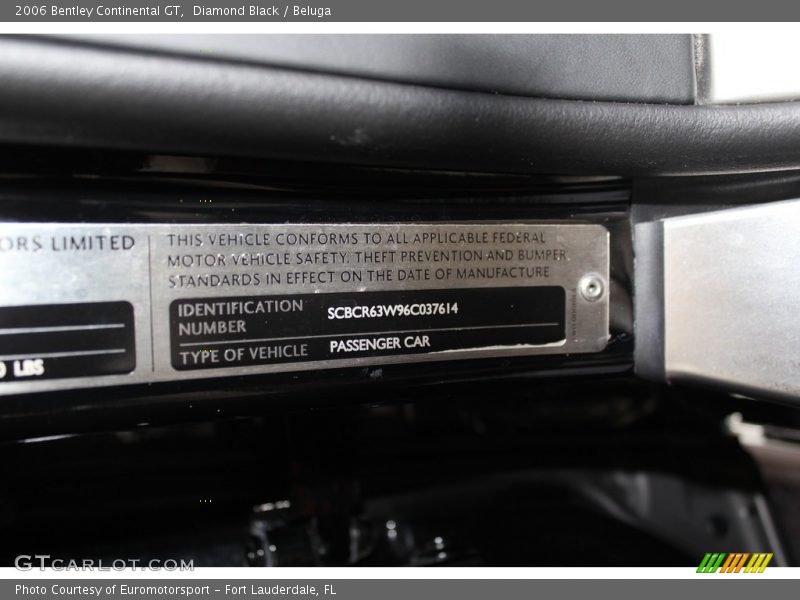 2006 Bentley Continental GT, Diamond Black / Beluga
ORS LIMITED
THIS VEHICLE CONFORMS TO ALL APPLICABLE FEDERAL
MOTOR VEHICLE SAFETY, THEFT PREVENTION AND BUMPER
STANDARDS IN EFFECT ON THE DATE OF MANUFACTURE
IDENTIFICATION
NUMBER
SCBCR63W96C037614
TYPE OF VEHICLE
PASSENGER CAR
0 LBS
GTCARLOT.COM
Photo Courtesy of Euromotorsport – Fort Lauderdale, FL